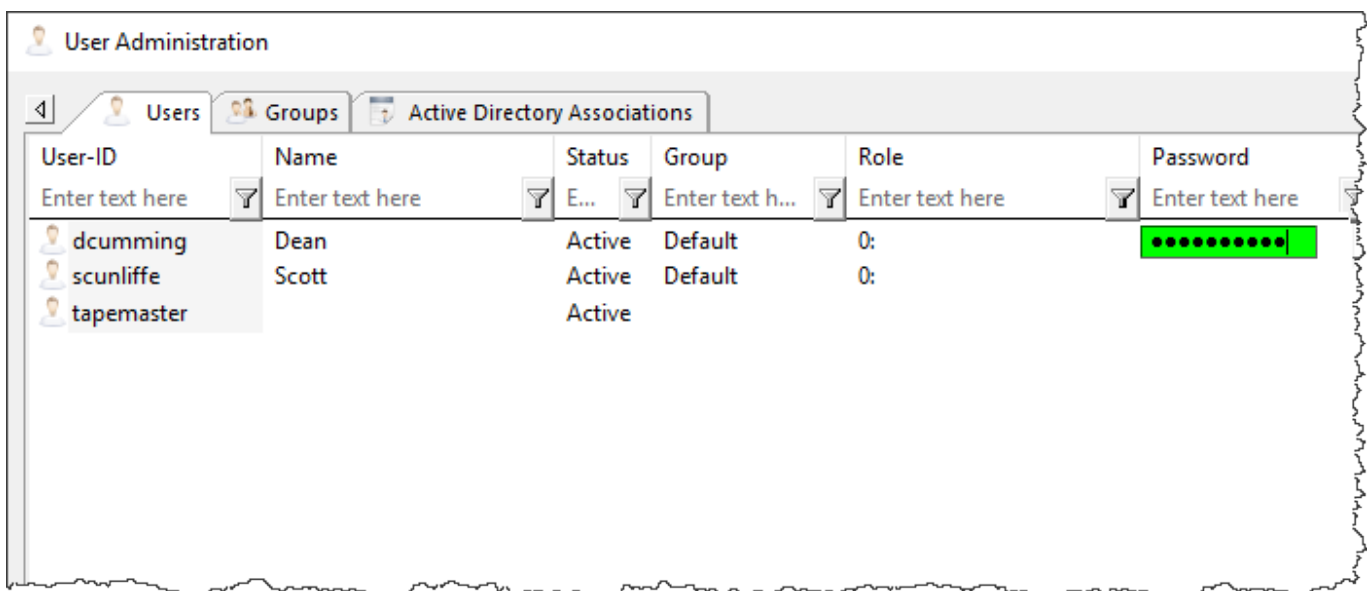 User Administration
Users Groups Active Directory Associations
User-ID Name Status Group Role Password
Enter text here Enter text here E... Enter text h... Enter text here Enter text here
dcumming Dean Active Default 0: ●●●●●●●●●●
scunliffe Scott Active Default 0:
tapemaster Active